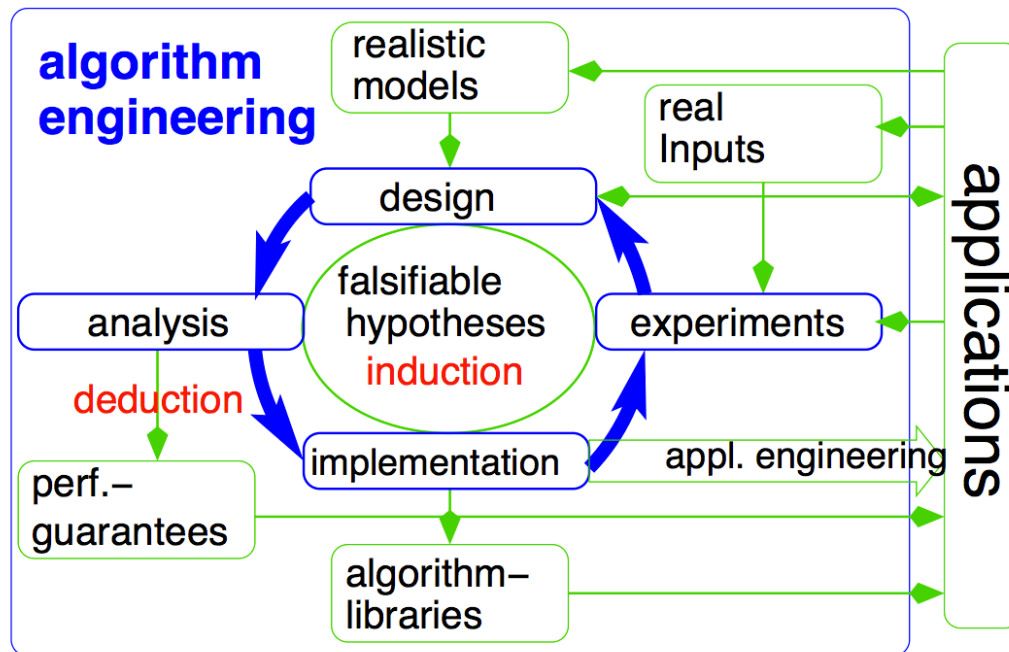 algorithm
engineering
realistic
models
real
Inputs
design
falsifiable
hypotheses
induction
analysis
experiments
deduction
implementation
appl. engineering
perf.–
guarantees
algorithm–
libraries
applications